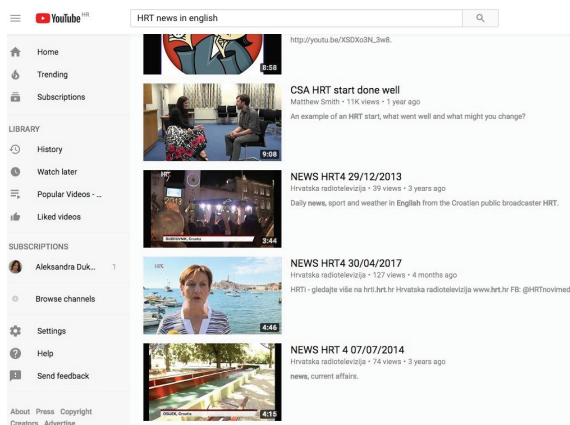 YouTube HR
HRT news in english
Home
Trending
Subscriptions
LIBRARY
History
Watch later
Popular Videos - ...
Liked videos
SUBSCRIPTIONS
Aleksandra Duk... 1
Browse channels
Settings
Help
Send feedback
About Press Copyright
Creators Advertise
http://youtu.be/XSDXo3N_3w8.
8:58
CSA HRT start done well
Matthew Smith • 11K views • 1 year ago
An example of an HRT start, what went well and what might you change?
9:08
NEWS HRT4 29/12/2013
Hrvatska radiotelevizija • 39 views • 3 years ago
Daily news, sport and weather in English from the Croatian public broadcaster HRT.
HRT
DUBROVNIK, Croatia
3:44
NEWS HRT4 30/04/2017
Hrvatska radiotelevizija • 127 views • 4 months ago
HRTi - gledajte više na hrti.hrt.hr Hrvatska radiotelevizija www.hrt.hr FB: @HRTnovimed
HRT
4:46
NEWS HRT 4 07/07/2014
Hrvatska radiotelevizija • 74 views • 3 years ago
news, current affairs.
OSIJEK, Croatia
4:15